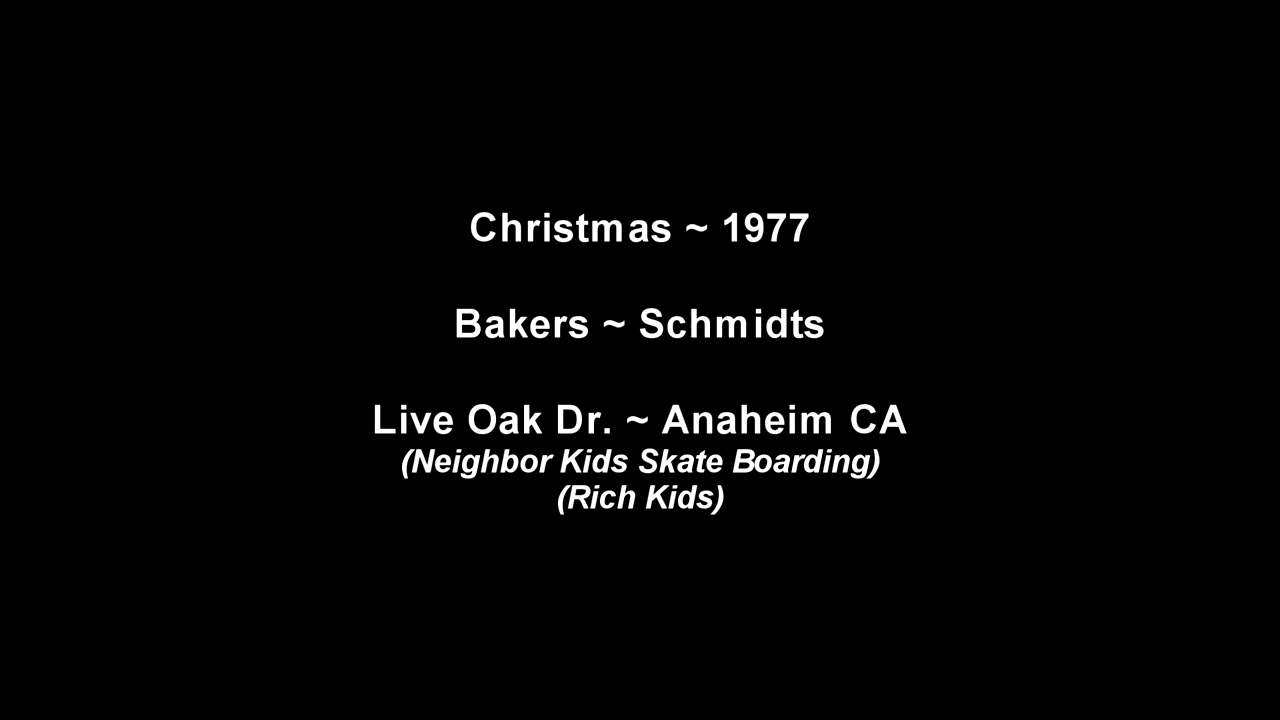 Christmas ~ 1977
Bakers ~ Schmidts
Live Oak Dr. ~ Anaheim CA
(Neighbor Kids Skate Boarding)
(Rich Kids)